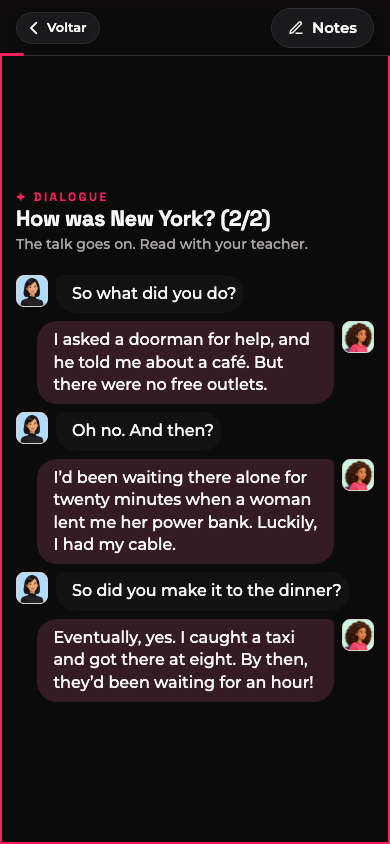 Voltar
Notes
DIALOGUE
How was New York? (2/2)
The talk goes on. Read with your teacher.
So what did you do?
I asked a doorman for help, and
he told me about a café. But
there were no free outlets.
Oh no. And then?
I’d been waiting there alone for
twenty minutes when a woman
lent me her power bank. Luckily,
I had my cable.
So did you make it to the dinner?
Eventually, yes. I caught a taxi
and got there at eight. By then,
they’d been waiting for an hour!